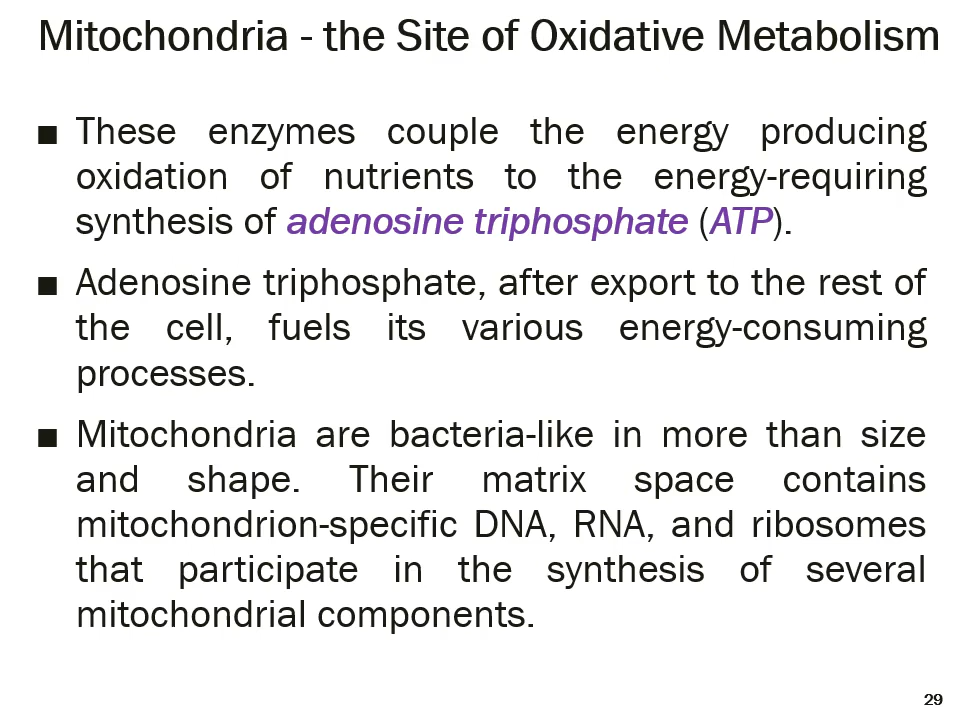 Mitochondria - the Site of Oxidative Metabolism
■ These enzymes couple the energy producing
oxidation of nutrients to the energy-requiring
synthesis of adenosine triphosphate (ATP).
■ Adenosine triphosphate, after export to the rest of
the cell, fuels its various energy-consuming
processes.
■ Mitochondria are bacteria-like in more than size
and shape. Their matrix space contains
mitochondrion-specific DNA, RNA, and ribosomes
that participate in the synthesis of several
mitochondrial components.
29